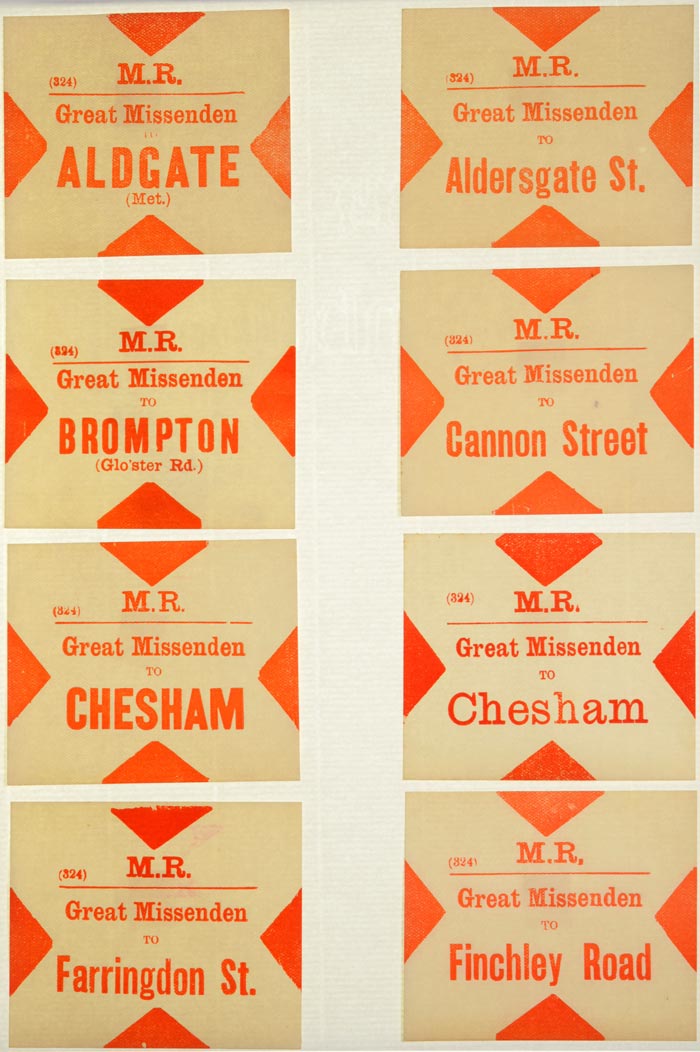 (324) M.R.
Great Missenden
TO
ALDGATE
(Met.)
(324) M.R.
Great Missenden
TO
Aldersgate St.
(324) M.R.
Great Missenden
TO
BROMPTON
(Glo'ster Rd.)
(324) M.R.
Great Missenden
TO
Cannon Street
(324) M.R.
Great Missenden
TO
CHESHAM
(324) M.R.
Great Missenden
TO
Chesham
(324) M.R.
Great Missenden
TO
Farringdon St.
(324) M.R.
Great Missenden
TO
Finchley Road